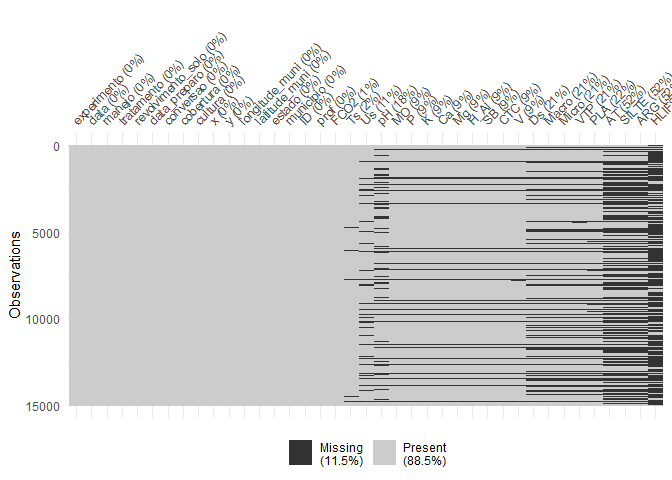 experimento (0%)
data (0%)
manejo (0%)
tratamento (0%)
revolvimento_solo (0%)
data_preparo (0%)
conversao (0%)
cobertura (0%)
cultura (0%)
x (0%)
y (0%)
longitude_muni (0%)
latitude_muni (0%)
estado (0%)
municipio (0%)
ID (0%)
prof (0%)
FCO2 (1%)
Ts (2%)
Us (11%)
pH (18%)
MO (9%)
P (9%)
K (9%)
Ca (9%)
Mg (9%)
H_Al (9%)
SB (9%)
CTC (9%)
V (9%)
Ds (21%)
Macro (21%)
Micro (21%)
VTP (21%)
PLA (22%)
AT (52%)
SILTE (52%)
ARG (52%)
HLIF
0
5000
10000
15000
Observations
Missing
(11.5%)
Present
(88.5%)